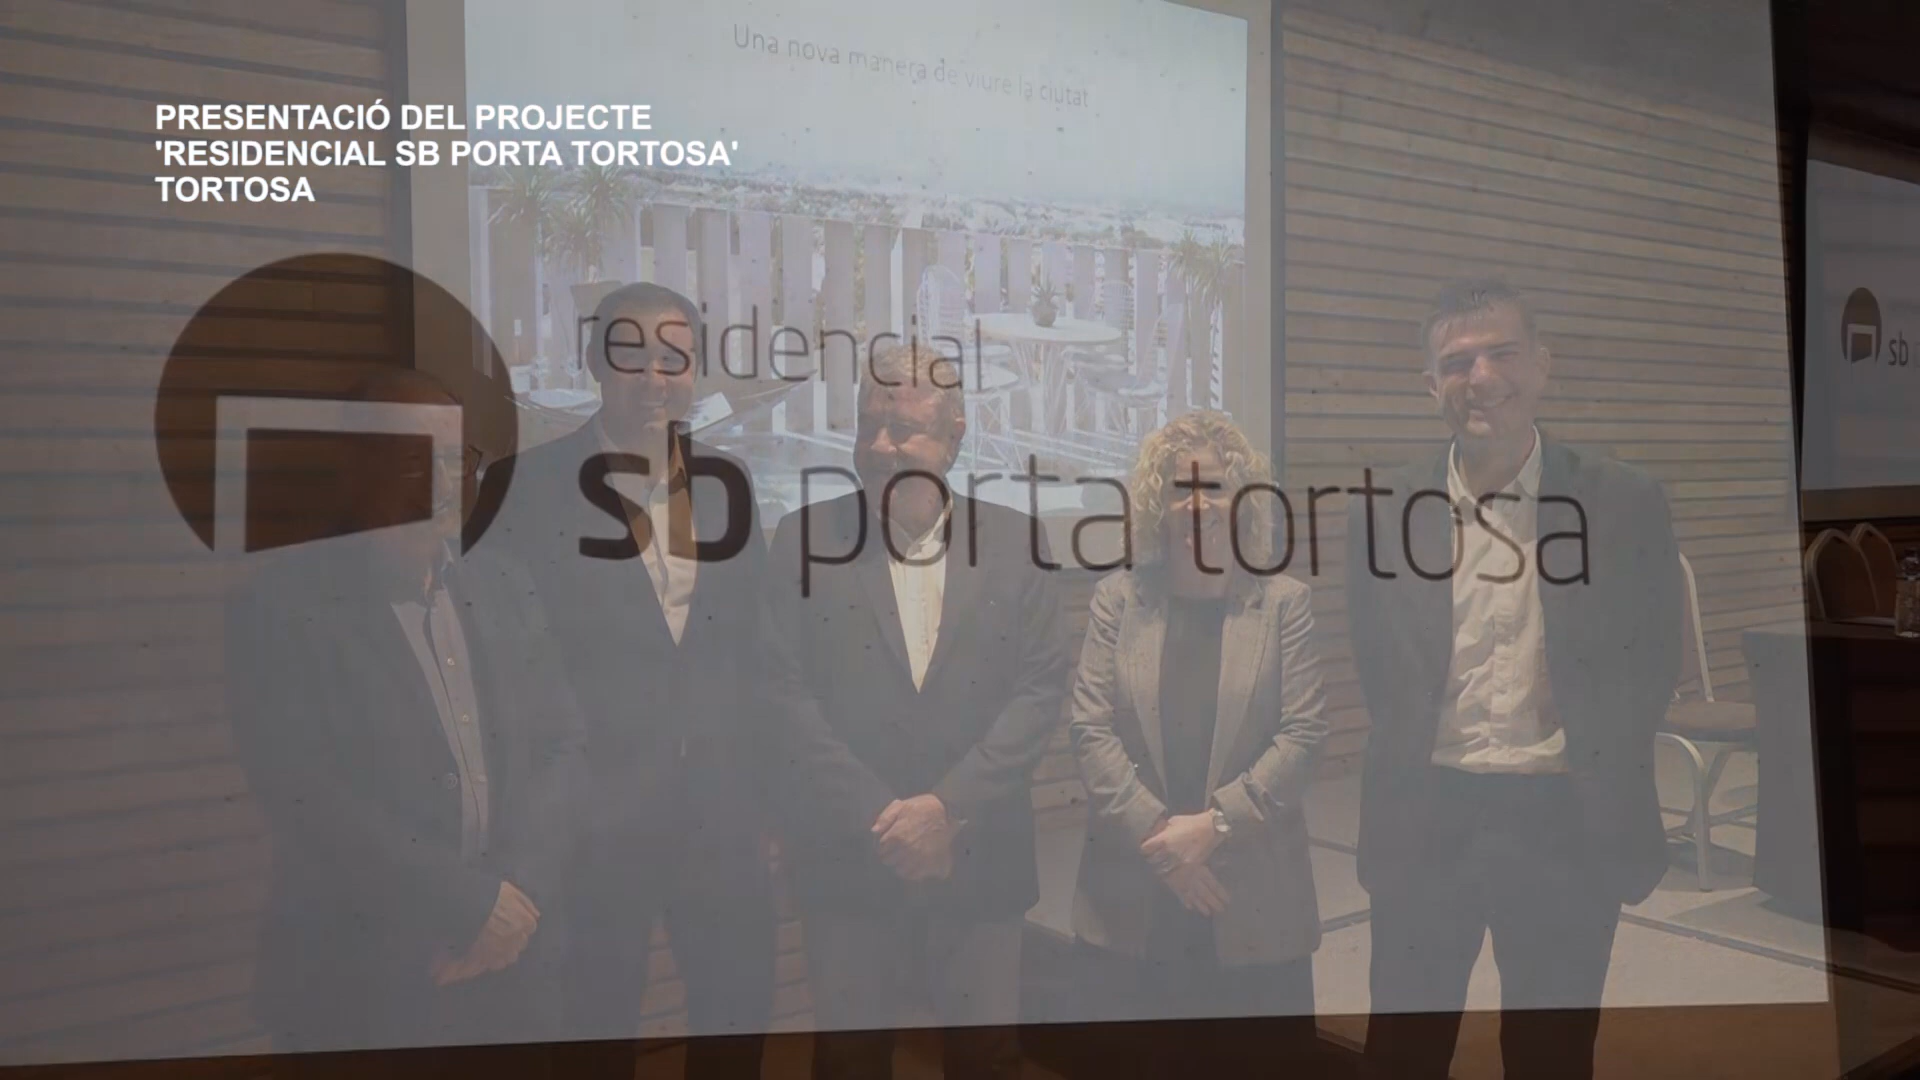 Una nova manera de viure la ciutat
PRESENTACIÓ DEL PROJECTE
'RESIDENCIAL SB PORTA TORTOSA'
TORTOSA
residencial
sb porta tortosa
sb